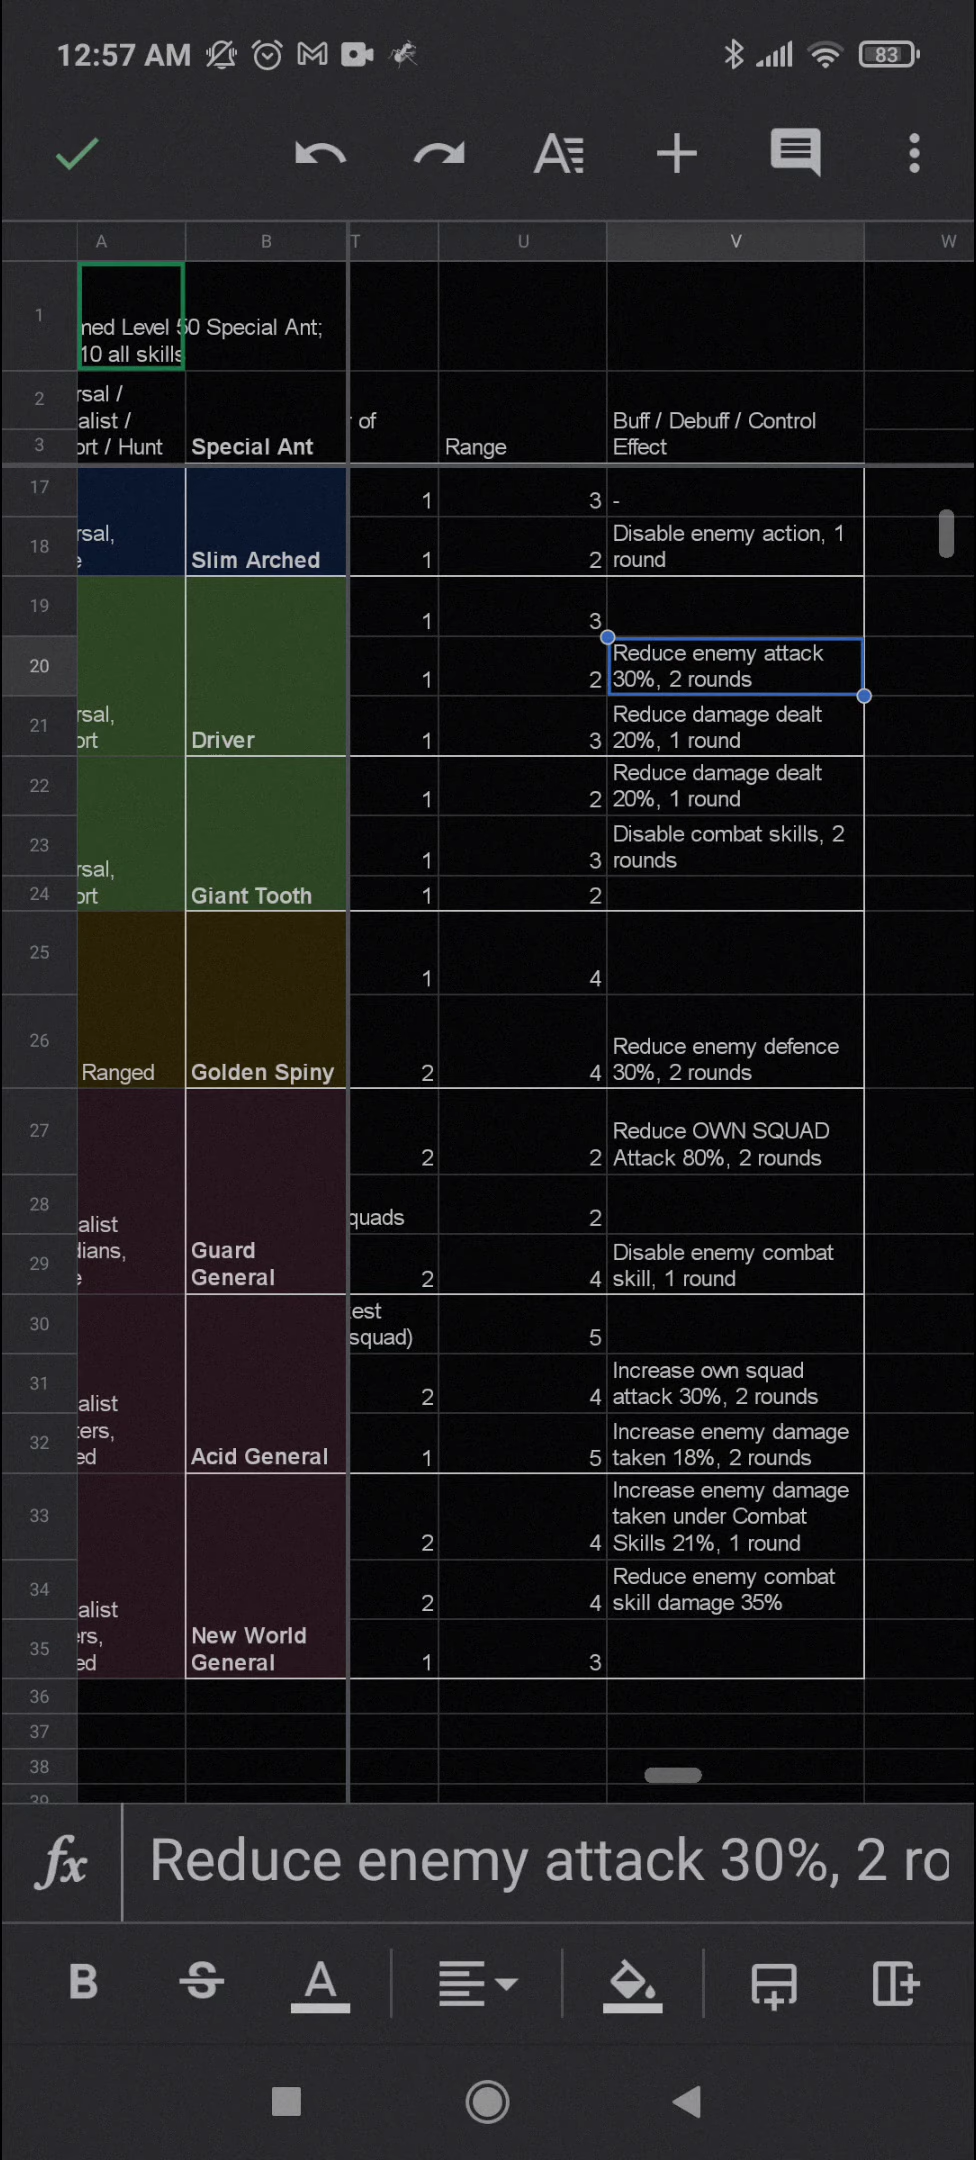 12:57 AM
83
A B T U V W
1
med Level 50 Special Ant;
10 all skills
2
3
rsal /
alist /
ort / Hunt
Special Ant
r of
Range
Buff / Debuff / Control
Effect
17
1
3
-
18
rsal,
e
Slim Arched
1
2
Disable enemy action, 1
round
19
1
3
20
1
2
Reduce enemy attack
30%, 2 rounds
21
rsal,
ort
Driver
1
3
Reduce damage dealt
20%, 1 round
22
1
2
Reduce damage dealt
20%, 1 round
23
1
3
Disable combat skills, 2
rounds
24
rsal,
ort
Giant Tooth
1
2
25
1
4
26
Ranged
Golden Spiny
2
4
Reduce enemy defence
30%, 2 rounds
27
2
2
Reduce OWN SQUAD
Attack 80%, 2 rounds
28
quads
2
29
alist
dians,
e
Guard
General
2
4
Disable enemy combat
skill, 1 round
30
est
squad)
5
31
2
4
Increase own squad
attack 30%, 2 rounds
32
alist
ters,
ed
Acid General
1
5
Increase enemy damage
taken 18%, 2 rounds
33
2
4
Increase enemy damage
taken under Combat
Skills 21%, 1 round
34
2
4
Reduce enemy combat
skill damage 35%
35
alist
ers,
ed
New World
General
1
3
36
37
38
39
fx
Reduce enemy attack 30%, 2 ro
B S A